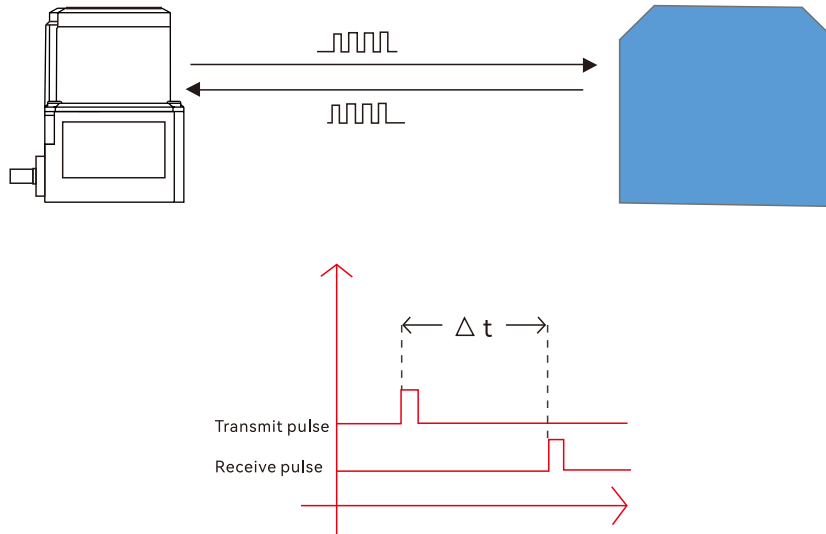 Δ t
Transmit pulse
Receive pulse